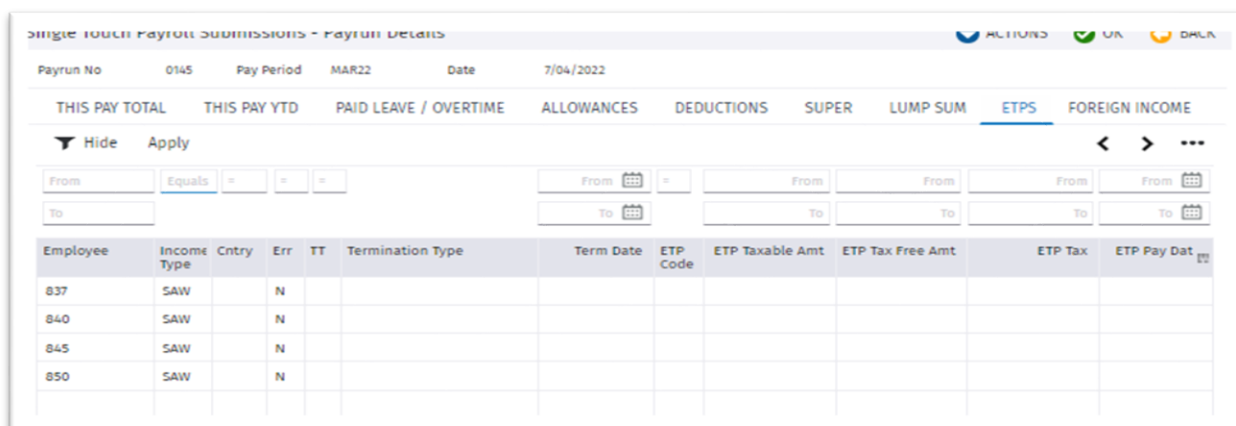 Single Touch Payroll Submissions - Payrun Details ACTIONS OK BACK
Payrun No 0145 Pay Period MAR22 Date 7/04/2022
THIS PAY TOTAL THIS PAY YTD PAID LEAVE / OVERTIME ALLOWANCES DEDUCTIONS SUPER LUMP SUM ETPS FOREIGN INCOME
Hide Apply
From Equals = = = From = From From From From
To To To To To To
Employee Income Type Cntry Err TT Termination Type Term Date ETP Code ETP Taxable Amt ETP Tax Free Amt ETP Tax ETP Pay Dat
837 SAW N
840 SAW N
845 SAW N
850 SAW N